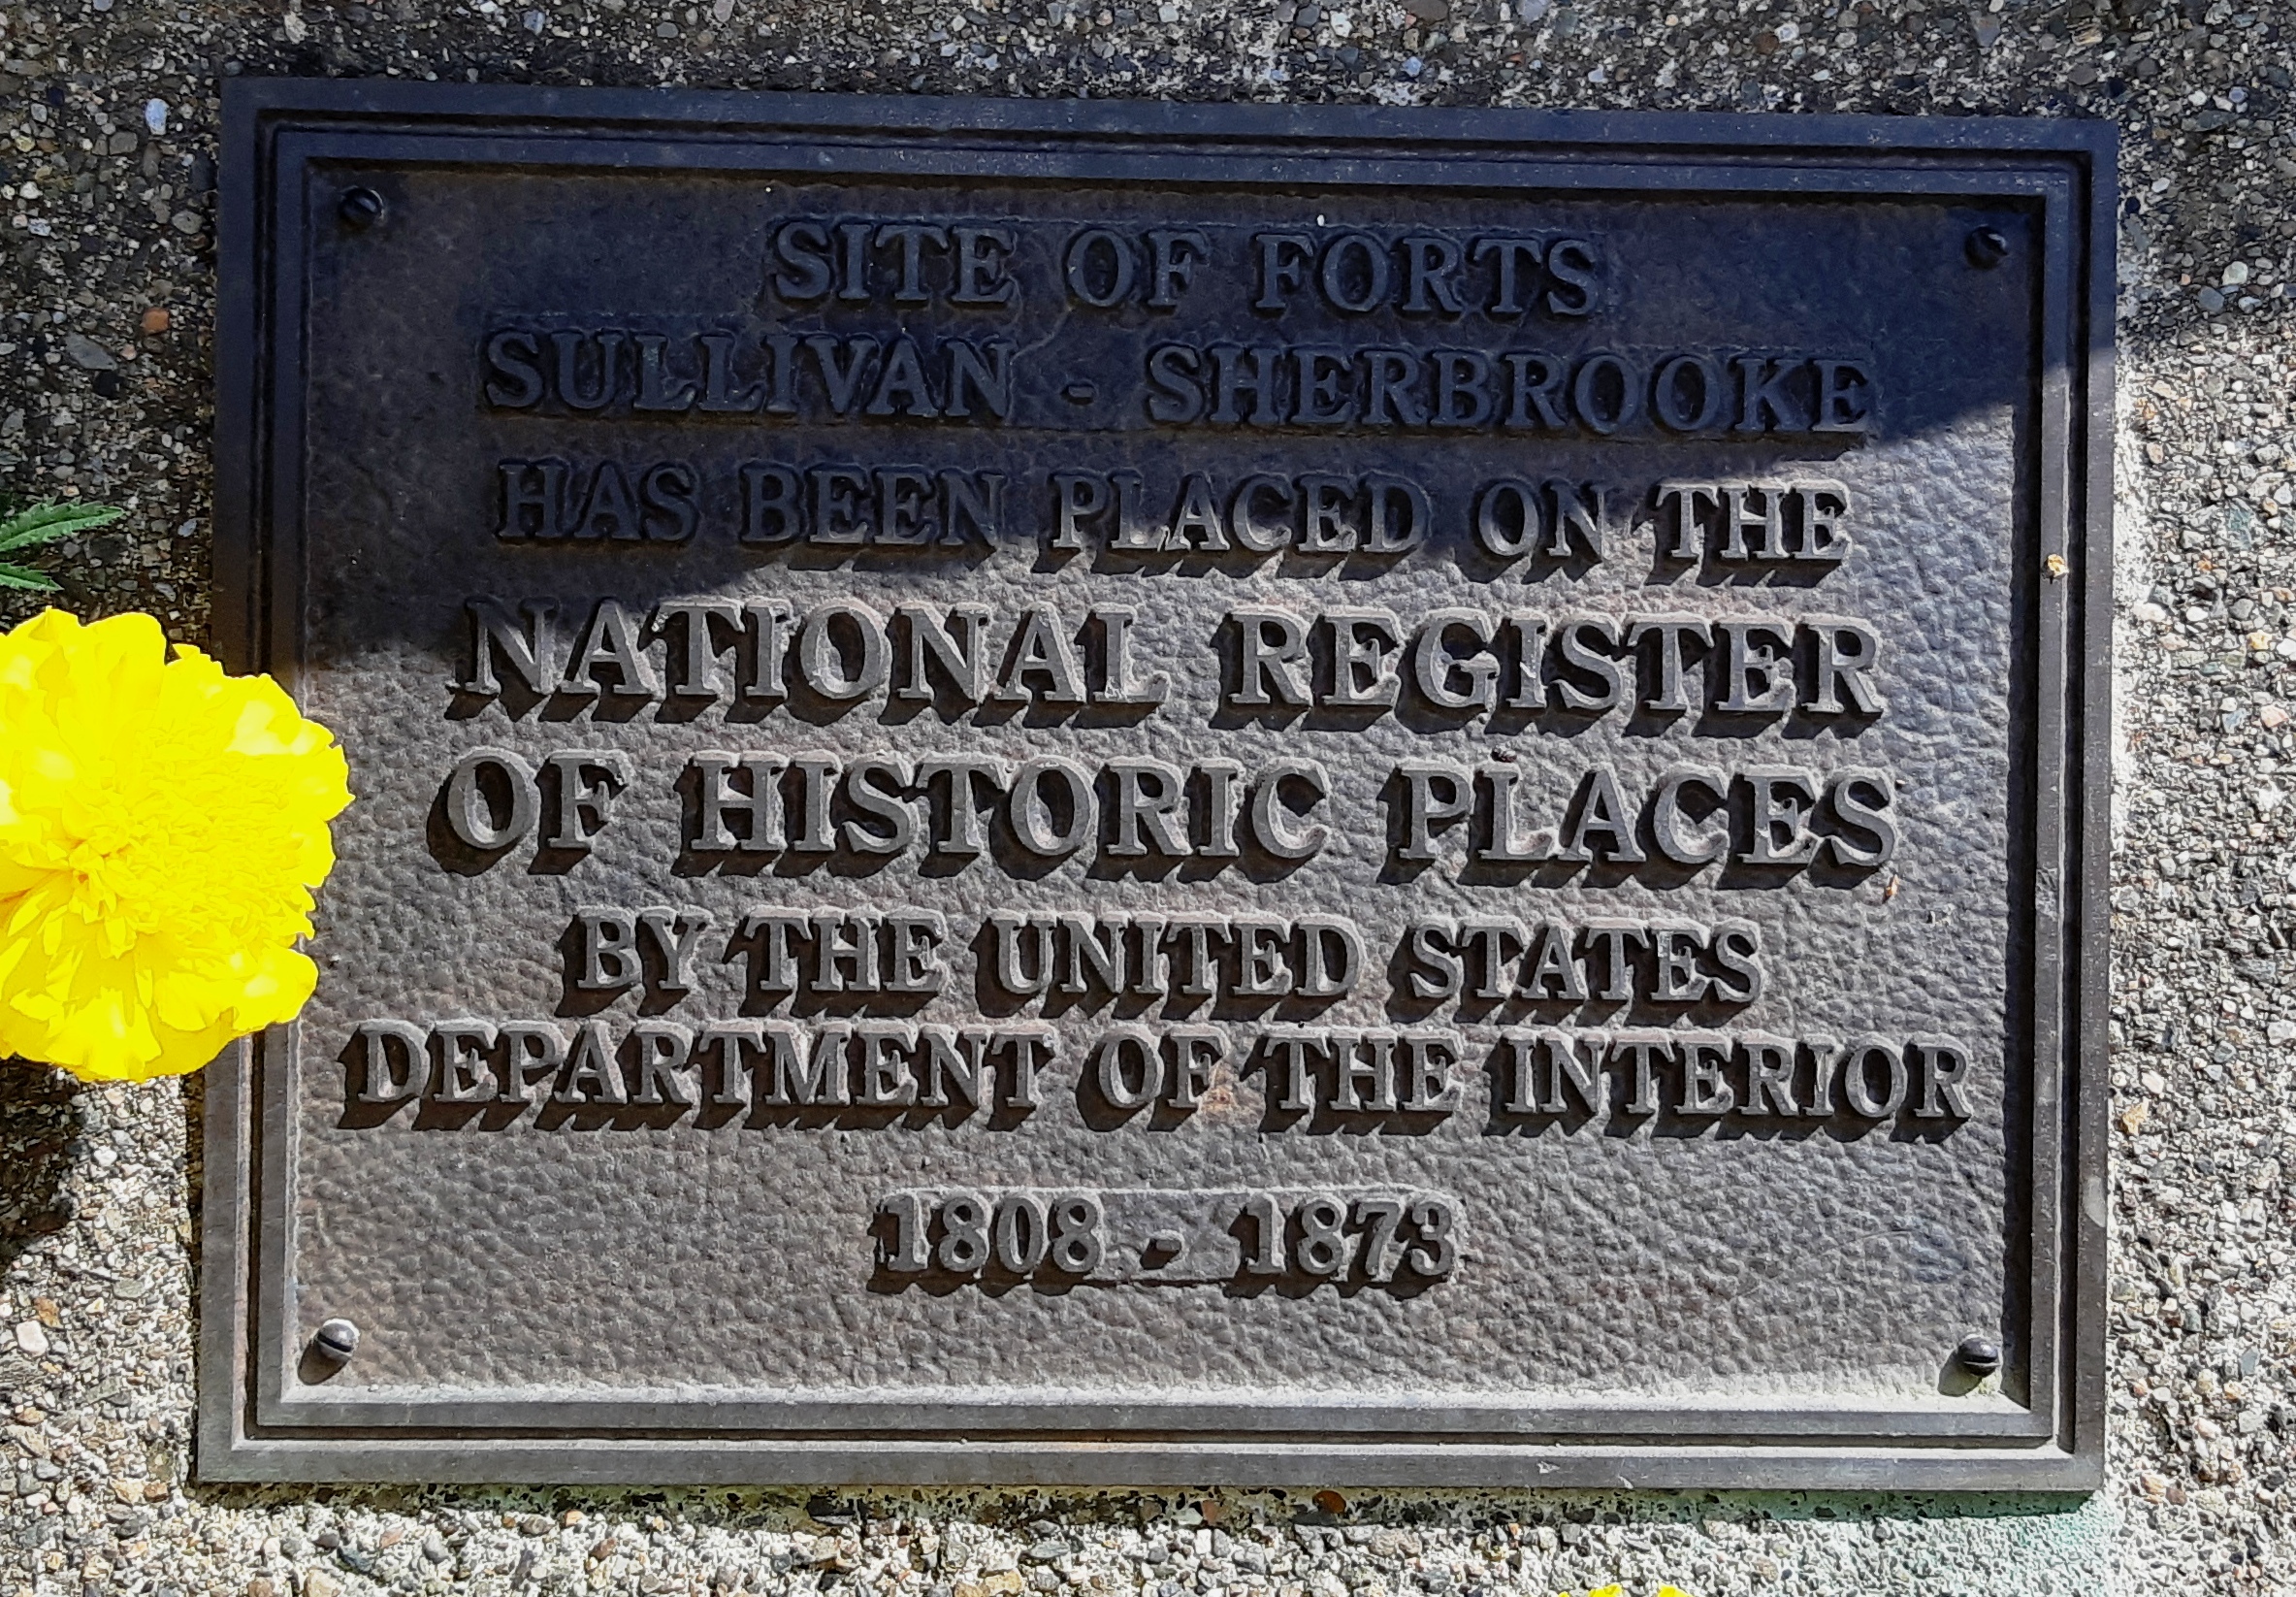 SITE OF FORTS
SULLIVAN - SHERBROOKE
HAS BEEN PLACED ON THE
NATIONAL REGISTER
OF HISTORIC PLACES
BY THE UNITED STATES
DEPARTMENT OF THE INTERIOR
1808 - 1873